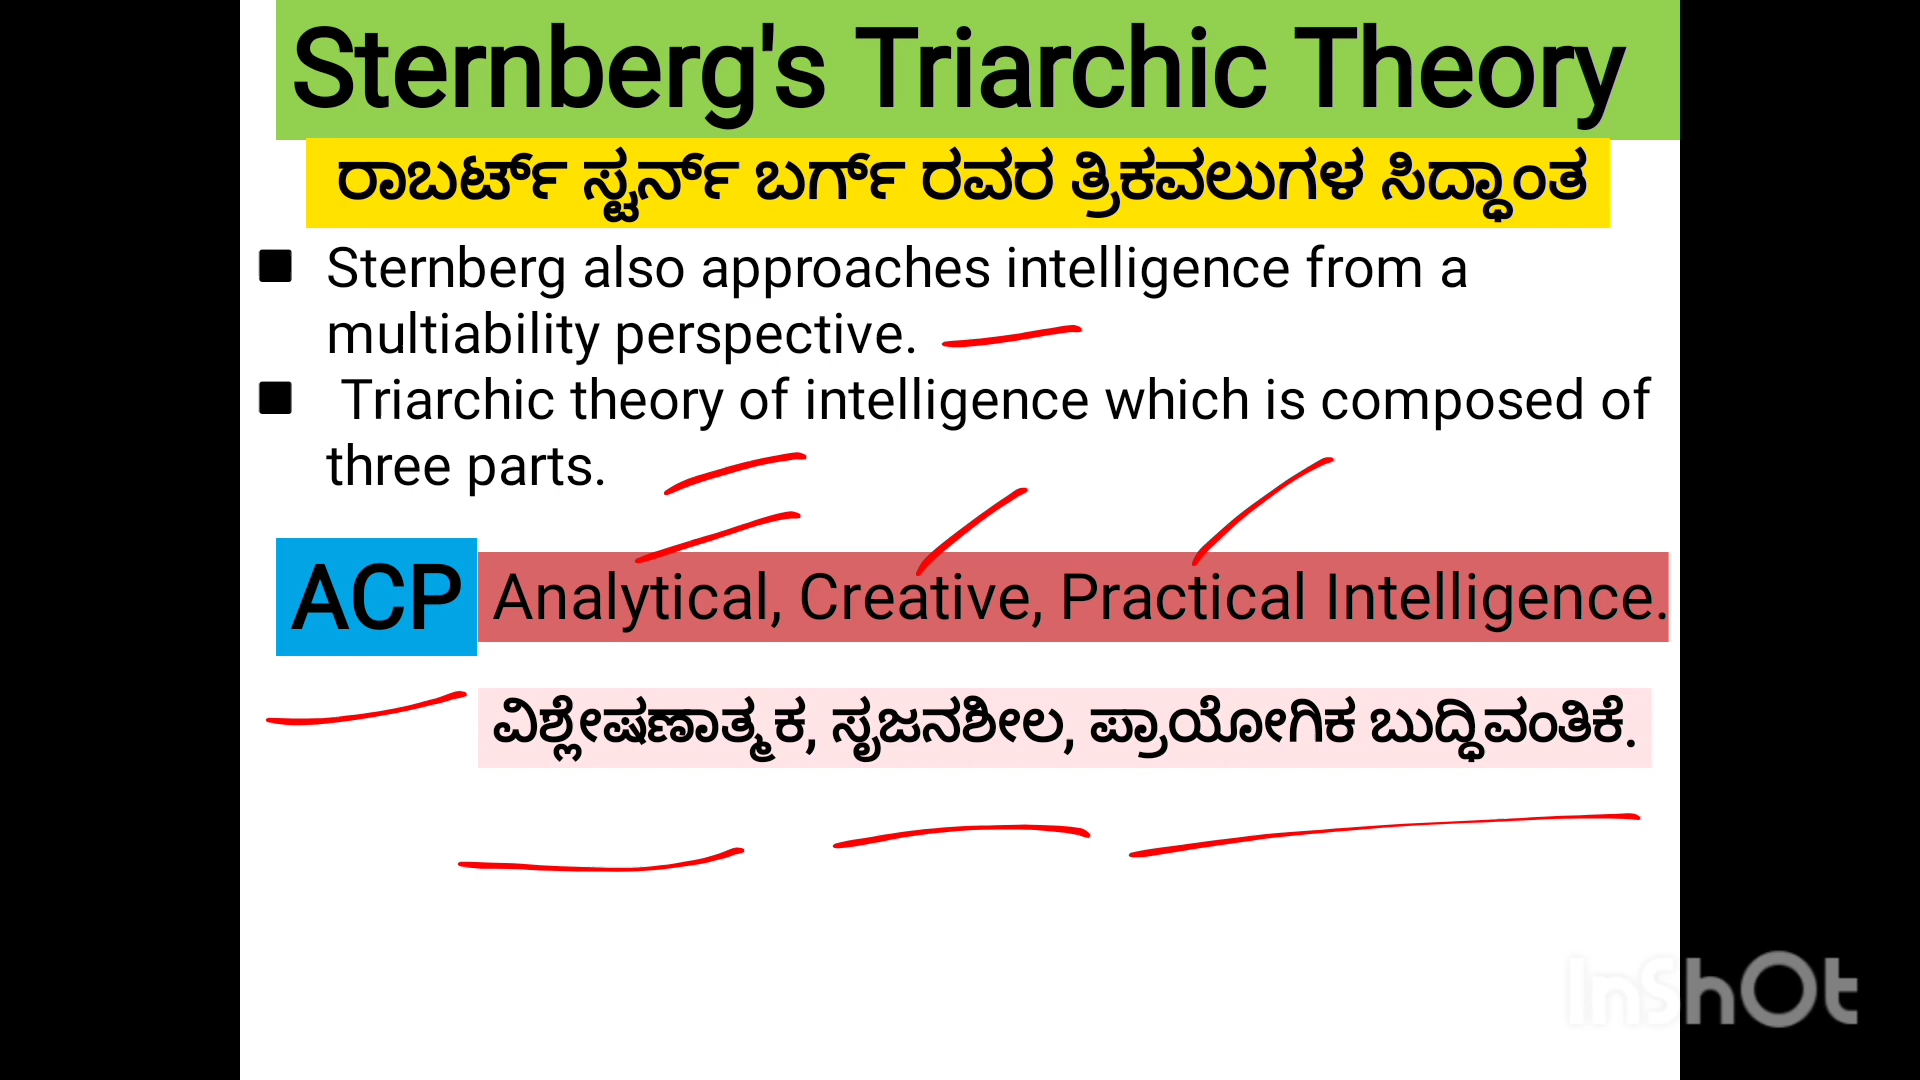 Sternberg's Triarchic Theory
ರಾಬರ್ಟ್ ಸ್ಟರ್ನ್ ಬರ್ಗ್ ರವರ ತ್ರಿಕವಲುಗಳ ಸಿದ್ಧಾಂತ
Sternberg also approaches intelligence from a
multiability perspective.
Triarchic theory of intelligence which is composed of
three parts.
ACP Analytical, Creative, Practical Intelligence.
ವಿಶ್ಲೇಷಣಾತ್ಮಕ, ಸೃಜನಶೀಲ, ಪ್ರಾಯೋಗಿಕ ಬುದ್ಧಿವಂತಿಕೆ.
InShOt